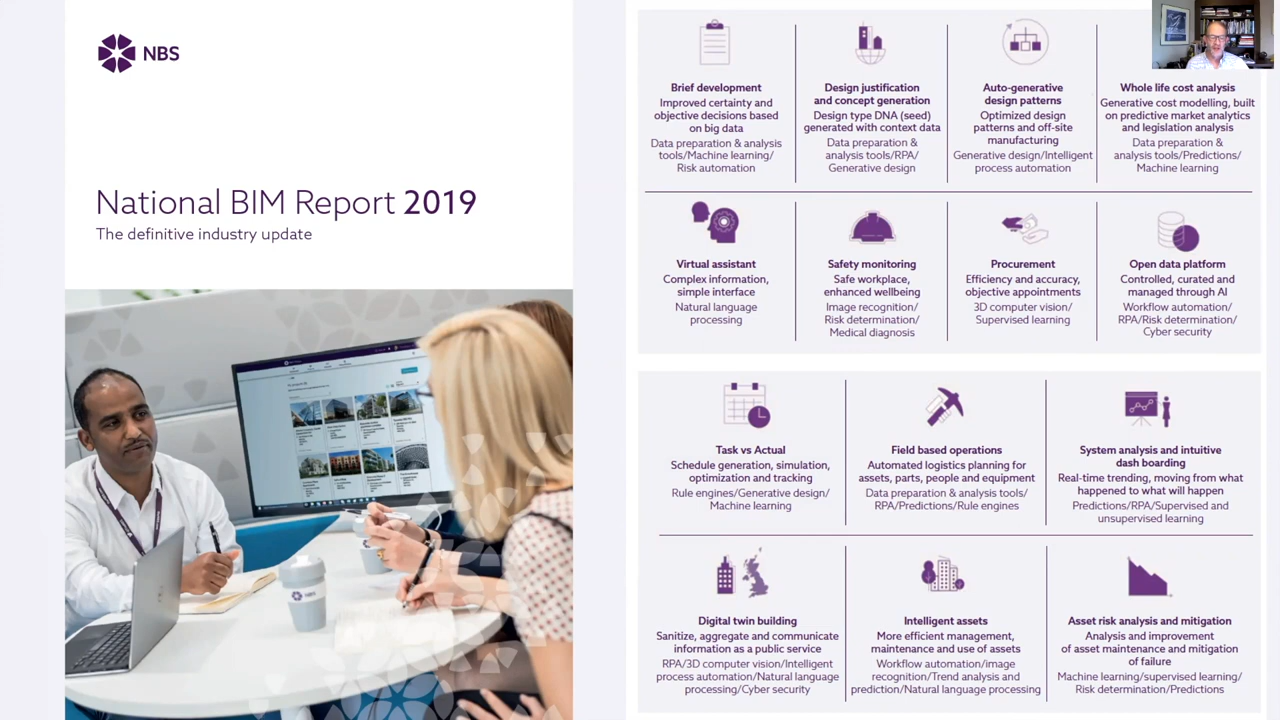 NBS
National BIM Report 2019
The definitive industry update
Brief development
Improved certainty and
objective decisions based
on big data
Data preparation & analysis
tools/Machine learning/
Risk automation
Design justification
and concept generation
Design type DNA (seed)
generated with context data
Data preparation &
analysis tools/RPA/
Generative design
Auto-generative
design patterns
Optimized design
patterns and off-site
manufacturing
Generative design/Intelligent
process automation
Whole life cost analysis
Generative cost modelling, built
on predictive market analytics
and legislation analysis
Data preparation &
analysis tools/Predictions/
Machine learning
Virtual assistant
Complex information,
simple interface
Natural language
processing
Safety monitoring
Safe workplace,
enhanced wellbeing
Image recognition/
Risk determination/
Medical diagnosis
Procurement
Efficiency and accuracy,
objective appointments
3D computer vision/
Supervised learning
Open data platform
Controlled, curated and
managed through AI
Workflow automation/
RPA/Risk determination/
Cyber security
Task vs Actual
Schedule generation, simulation,
optimization and tracking
Rule engines/Generative design/
Machine learning
Field based operations
Automated logistics planning for
assets, parts, people and equipment
Data preparation & analysis tools/
RPA/Predictions/Rule engines
System analysis and intuitive
dash boarding
Real-time trending, moving from what
happened to what will happen
Predictions/RPA/Supervised and
unsupervised learning
Digital twin building
Sanitize, aggregate and communicate
information as a public service
RPA/3D computer vision/Intelligent
process automation/Natural language
processing/Cyber security
Intelligent assets
More efficient management,
maintenance and use of assets
Workflow automation/image
recognition/Trend analysis and
prediction/Natural language processing
Asset risk analysis and mitigation
Analysis and improvement
of asset maintenance and mitigation
of failure
Machine learning/supervised learning/
Risk determination/Predictions
NBS